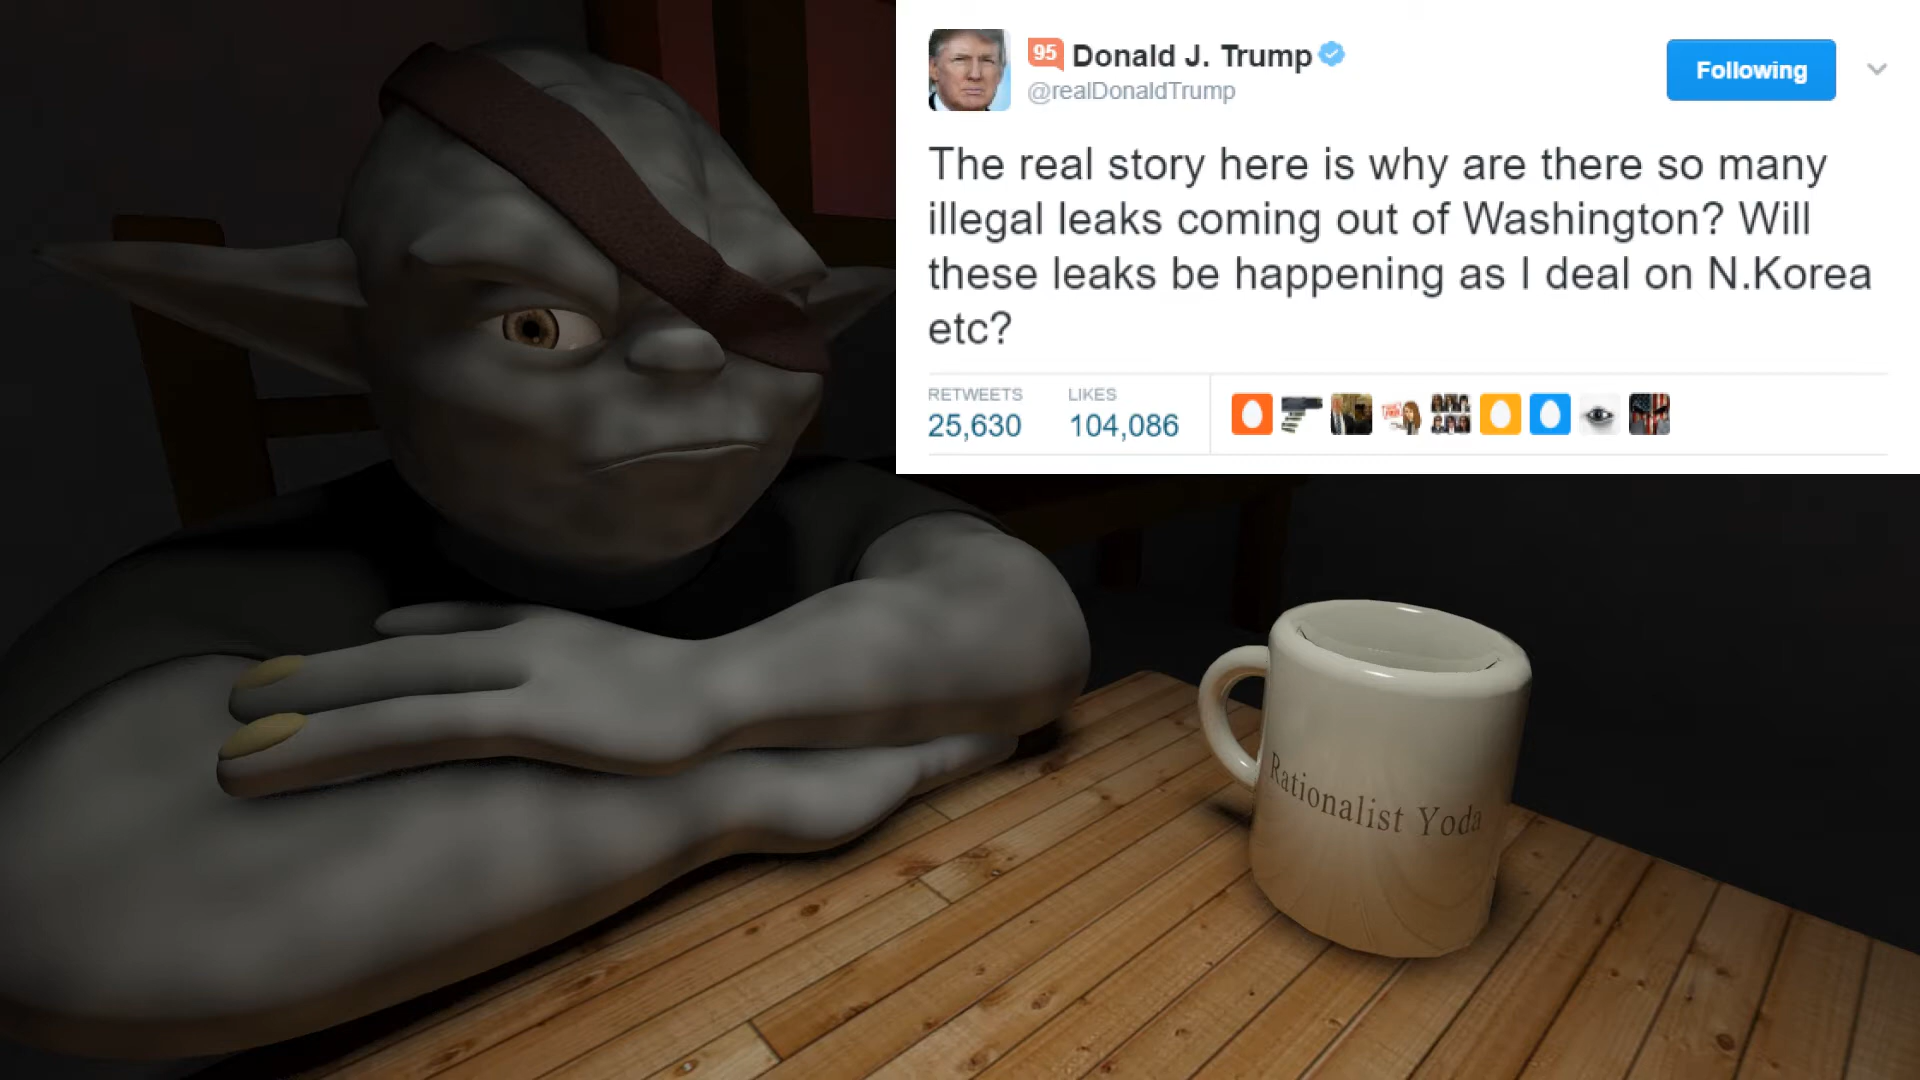 95 Donald J. Trump
@realDonaldTrump
Following
The real story here is why are there so many
illegal leaks coming out of Washington? Will
these leaks be happening as I deal on N.Korea
etc?
RETWEETS LIKES
25,630 104,086
Rationalist Yoda